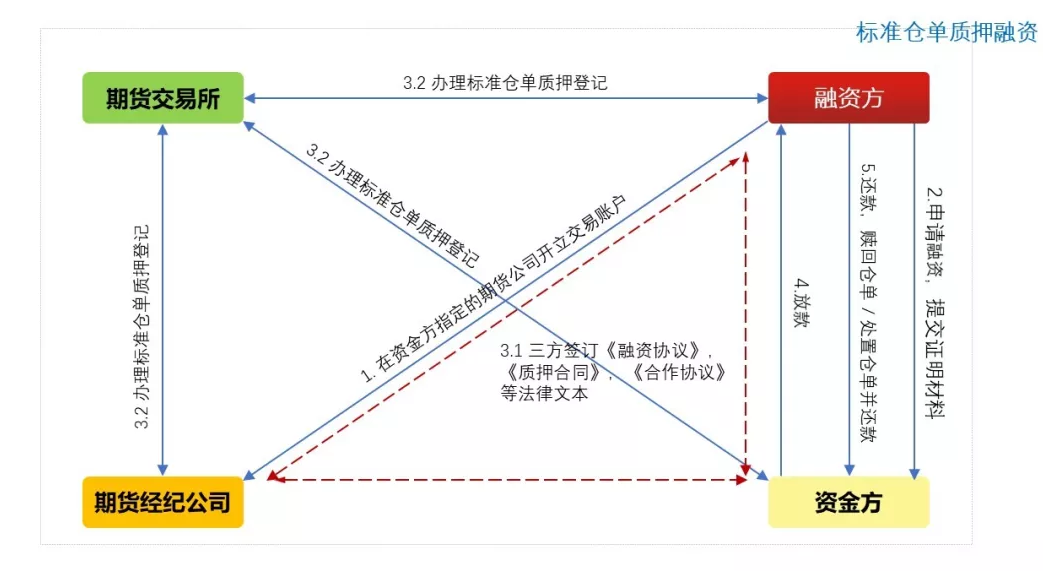 标准仓单质押融资
期货交易所
3.2 办理标准仓单质押登记
融资方
3.2 办理标准仓单质押登记
3.2 办理标准仓单质押登记
1. 在资金方指定的期货公司开立交易账户
3.1 三方签订《融资协议》,
《质押合同》, 《合作协议》
等法律文本
4.放款
5.还款, 赎回仓单 / 处置仓单并还款
2.申请融资, 提交证明材料
期货经纪公司
资金方